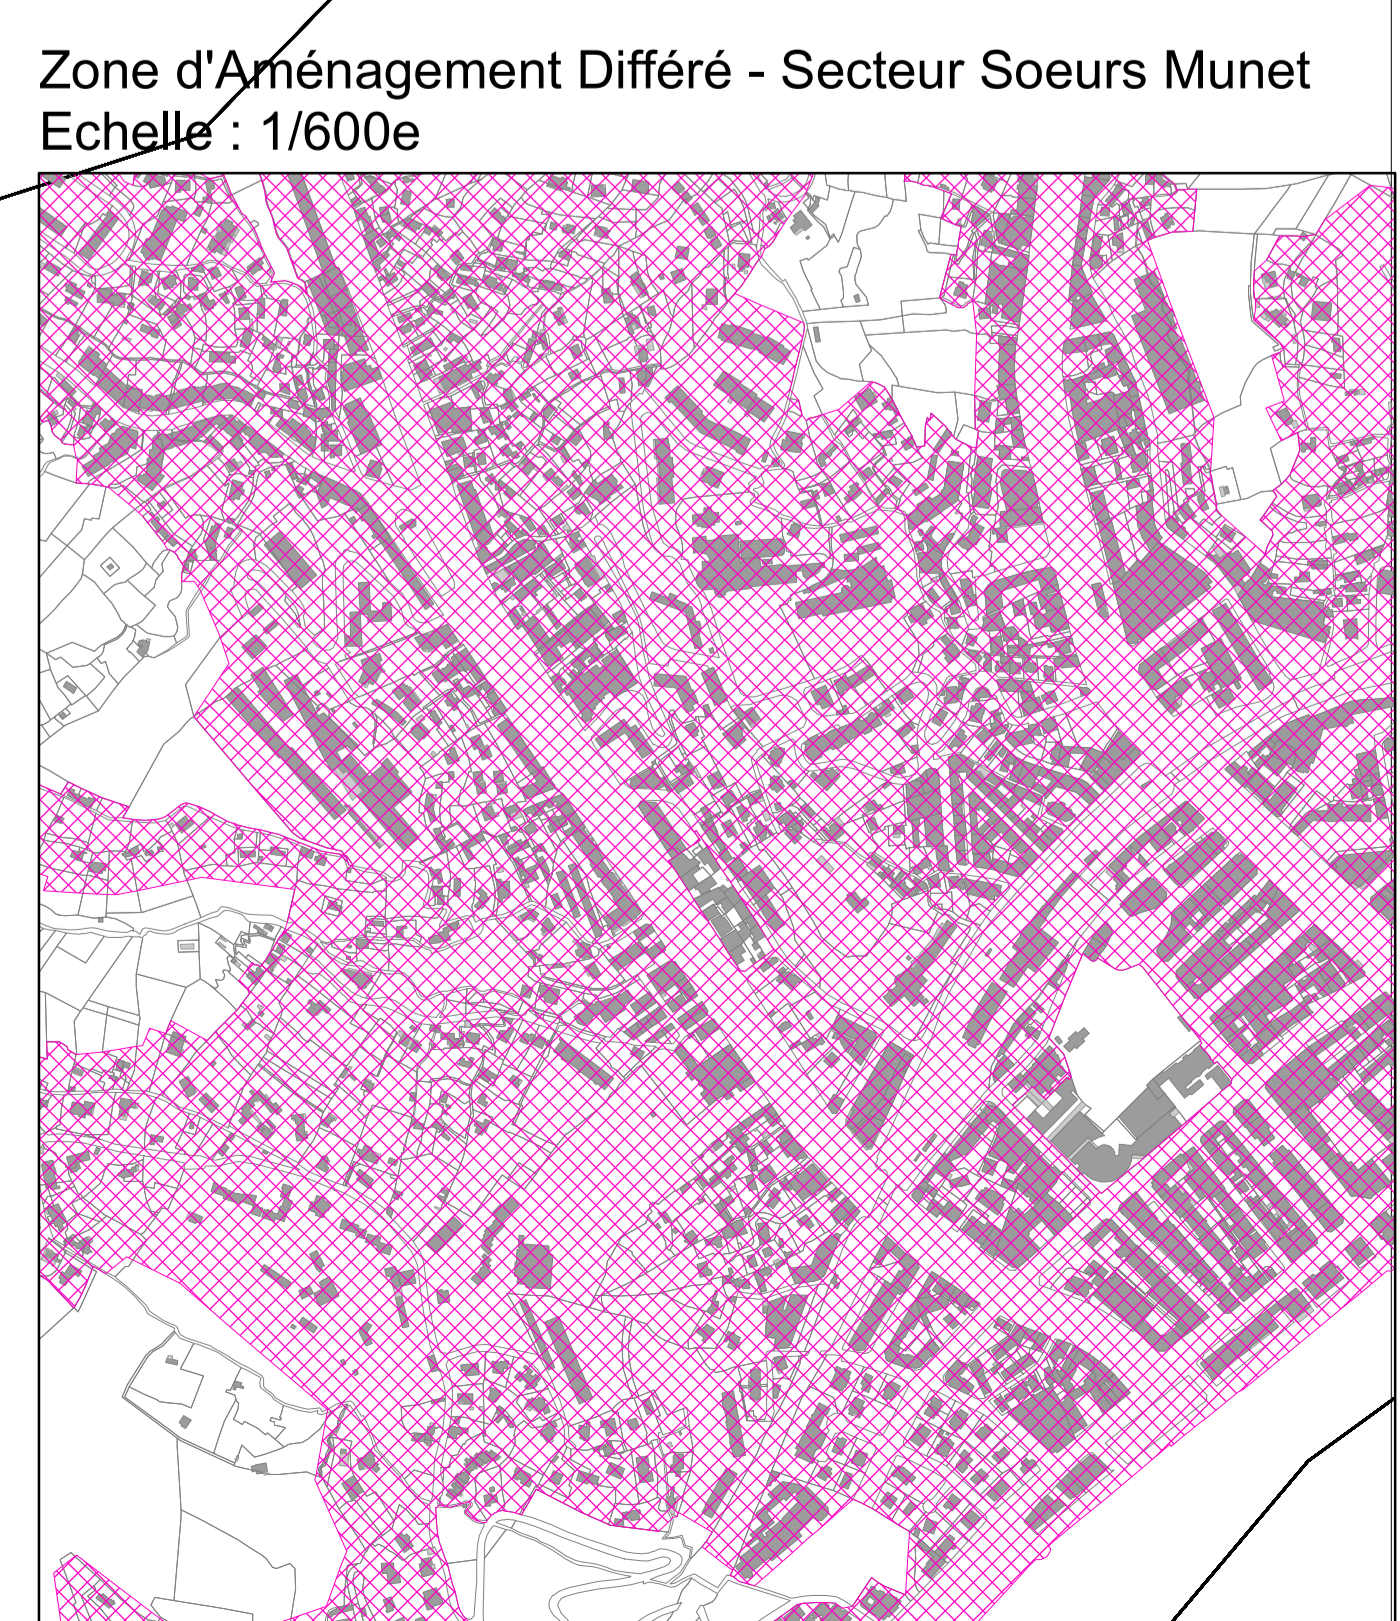 Zone d'Aménagement Différé - Secteur Soeurs Munet
Echelle : 1/600e